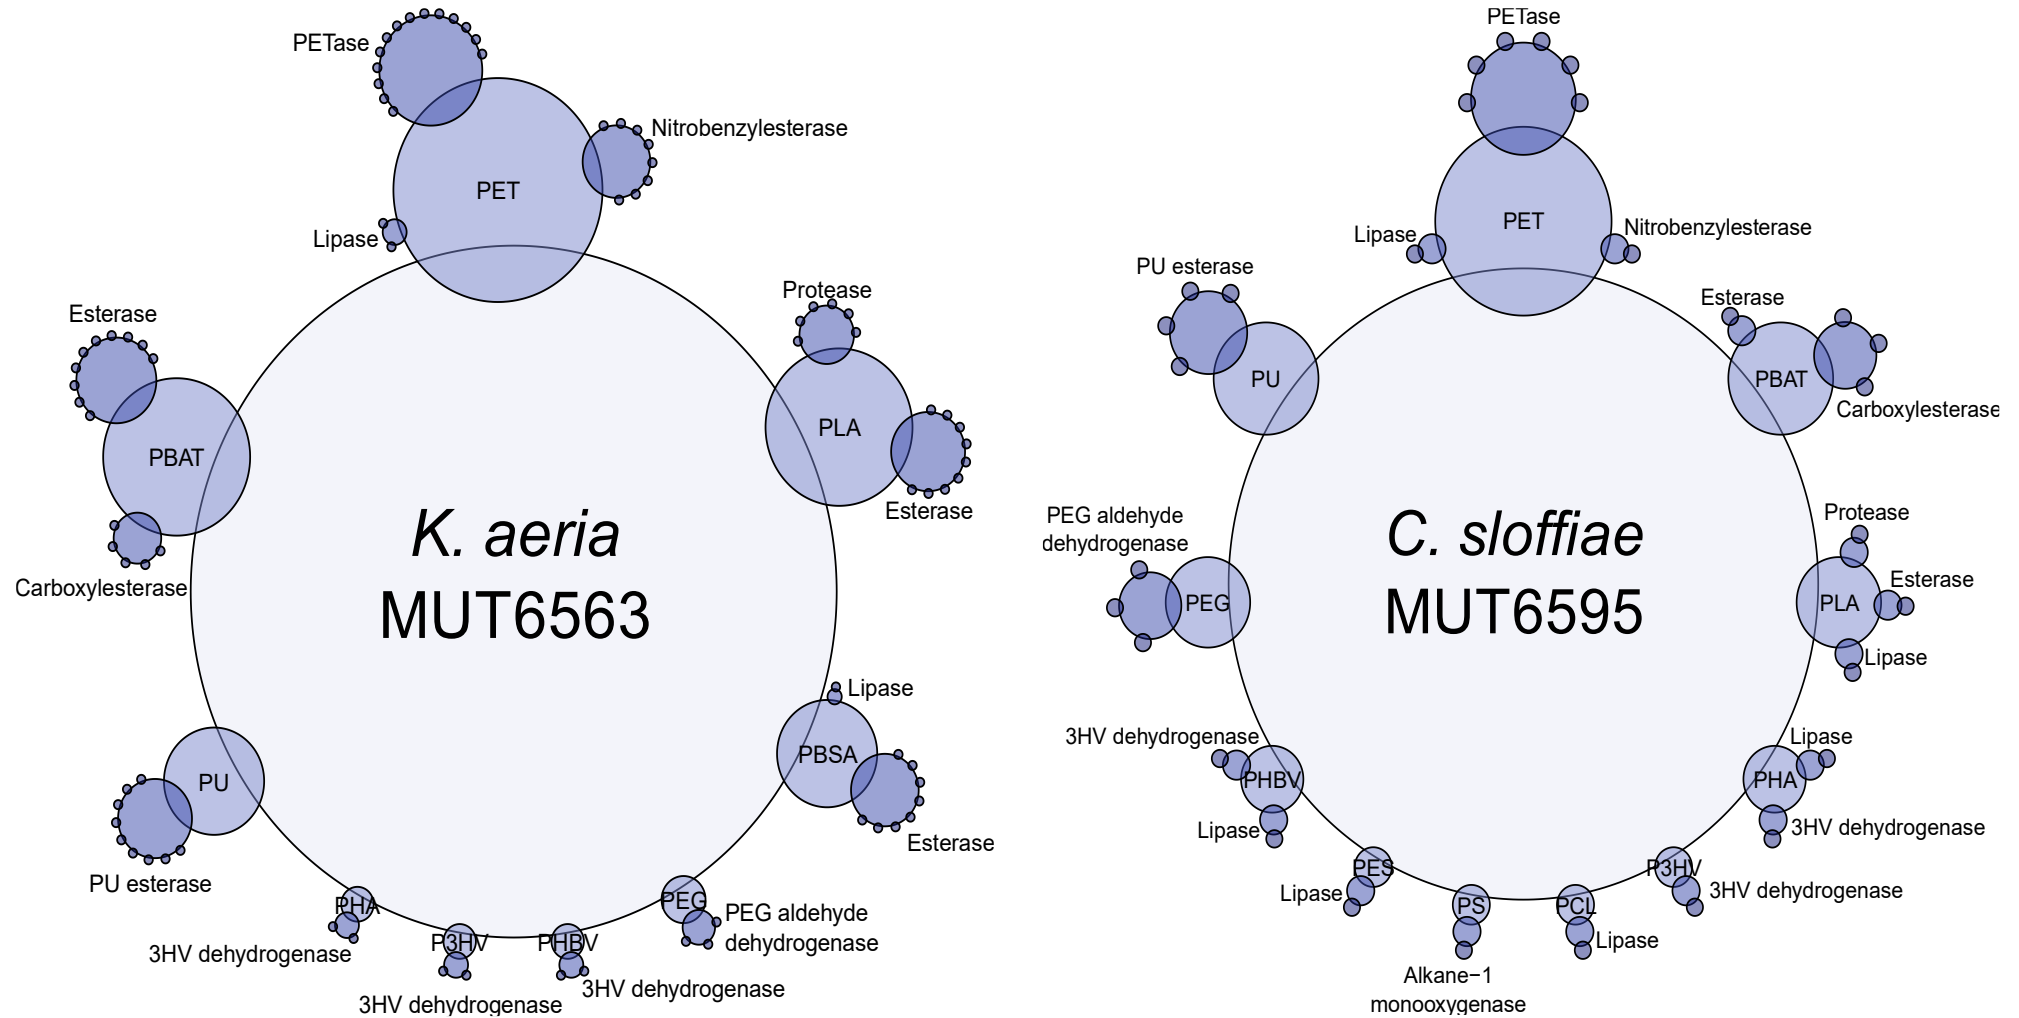 PETase
Nitrobenzylesterase
PET
Lipase
Protease
Esterase
PLA
PBAT
Esterase
Carboxylesterase
K. aeria
MUT6563
Lipase
PBSA
PU
Esterase
PU esterase
PHA
PEG
PEG aldehyde
dehydrogenase
3HV dehydrogenase
P3HV
PHBV
3HV dehydrogenase
3HV dehydrogenase
PETase
PET
Lipase
Nitrobenzylesterase
PU esterase
Esterase
PU
PBAT
Carboxylesterase
PEG aldehyde
dehydrogenase
Protease
C. sloffiae
MUT6595
Esterase
PEG
PLA
Lipase
3HV dehydrogenase
Lipase
PHBV
PHA
Lipase
3HV dehydrogenase
PES
P3HV
Lipase
3HV dehydrogenase
PS
PCL
Lipase
Alkane−1
monooxygenase